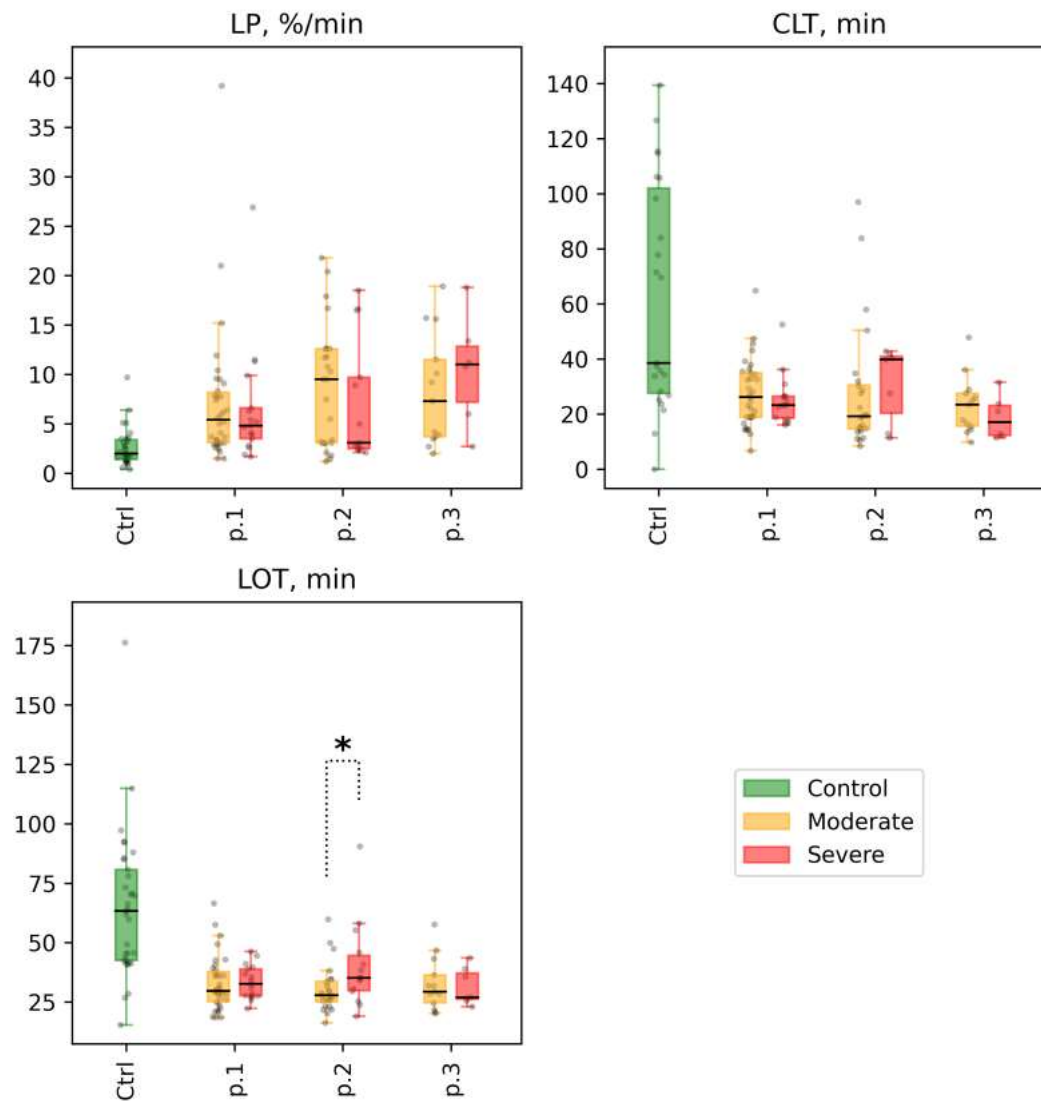 LP, %/min
40
35
30
25
20
15
10
5
0
Ctrl
p.1
p.2
p.3
CLT, min
140
120
100
80
60
40
20
0
Ctrl
p.1
p.2
p.3
LOT, min
175
150
125
100
75
50
25
*
Ctrl
p.1
p.2
p.3
Control
Moderate
Severe